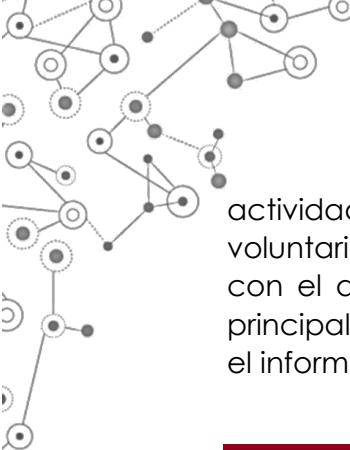 actividad
voluntari
con el
principal
el inform